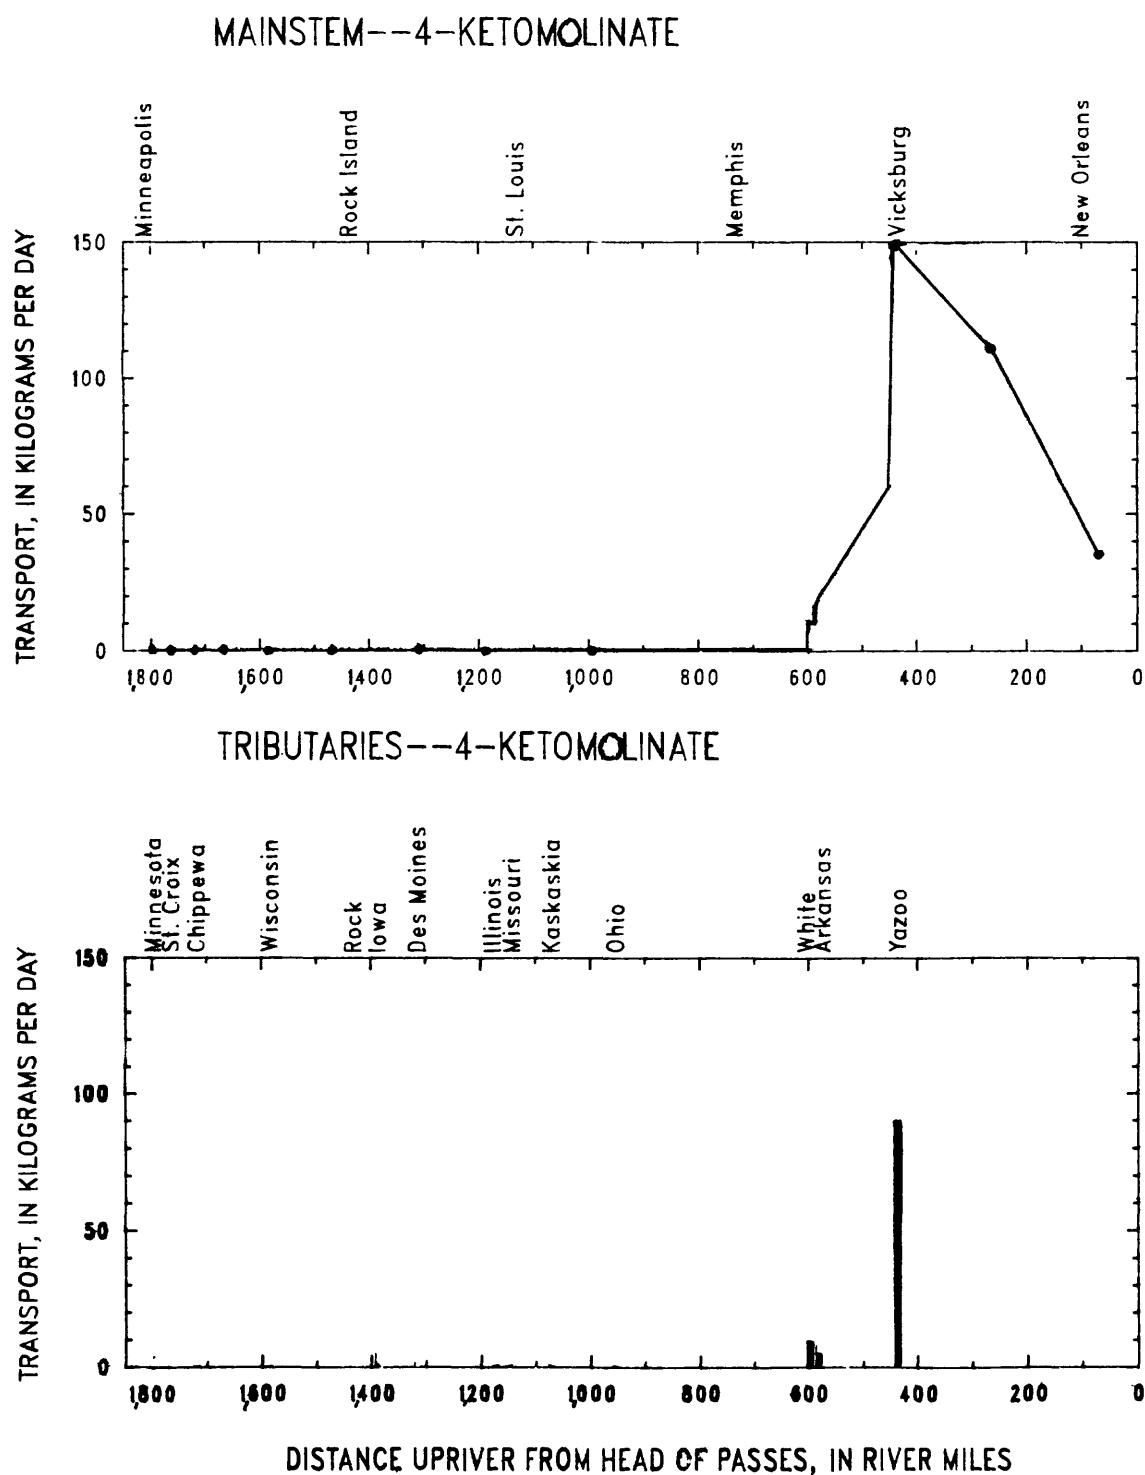 MAINSTEM--4-KETOMOLINATE
Minneapolis Rock Island St. Louis Memphis Vicksburg New Orleans
TRANSPORT, IN KILOGRAMS PER DAY
150
100
50
0
1,800 1,600 1,400 1,200 1,000 800 600 400 200 0
TRIBUTARIES--4-KETOMOLINATE
Minnesota St. Croix Chippewa Wisconsin Rock Iowa Des Moines Illinois Missouri Kaskaskia Ohio White Arkansas Yazoo
TRANSPORT, IN KILOGRAMS PER DAY
150
100
50
0
1,800 1,600 1,400 1,200 1,000 800 600 400 200 0
DISTANCE UPRIVER FROM HEAD OF PASSES, IN RIVER MILES